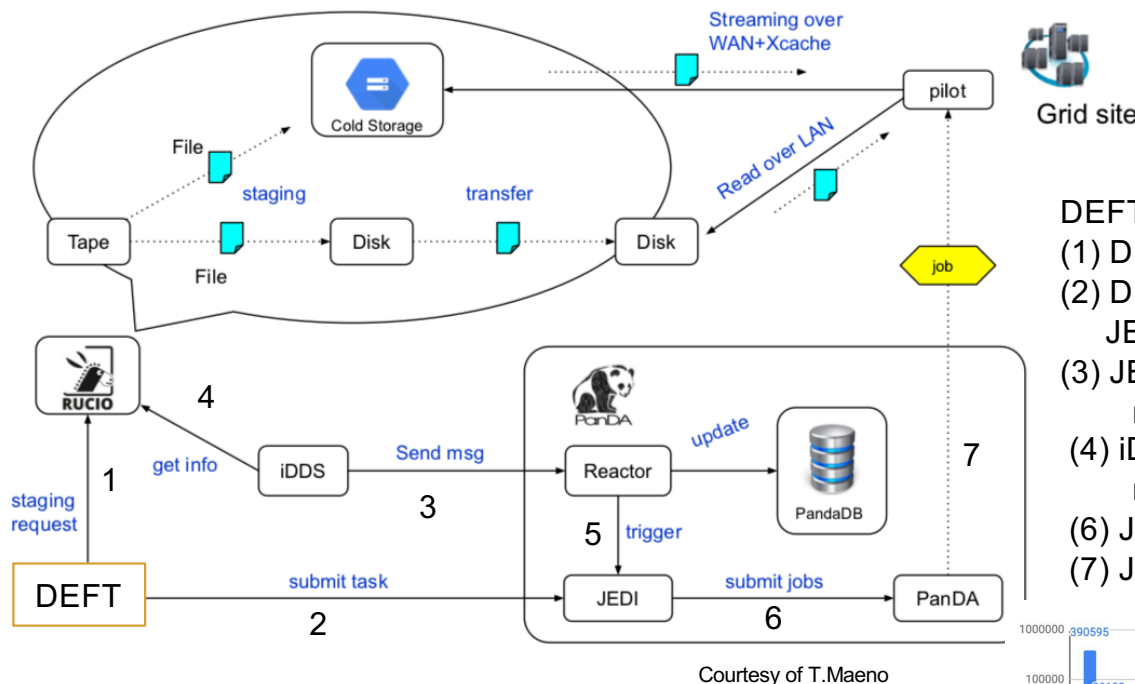 Streaming over
WAN+Xcache
Cold Storage
pilot
Grid site
File
Read over LAN
staging
transfer
Tape
Disk
Disk
File
job
DEFT
(1) D
(2) D
JE
(3) JE
(4) iD
(6) J
(7) J
RUCIO
4
PanDA
update
7
get info
iDDS
Send msg
Reactor
PandaDB
1
3
staging
request
5
trigger
DEFT
submit task
JEDI
submit jobs
PanDA
2
6
1000000
390595
100000
Courtesy of T.Maeno